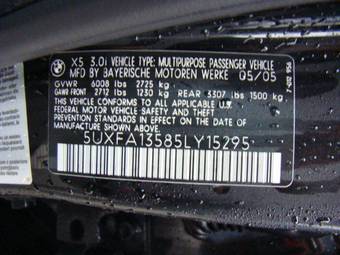 X5 3.0i VEHICLE TYPE: MULTIPURPOSE PASSENGER VEHICLE
MFD BY BAYERISCHE MOTOREN WERKE 05/05
GVWR 6008 lbs 2725 kg
GAWR FRONT 2712 lbs 1230 kg REAR 3307 lbs 1500 kg
THIS VEHICLE CONFORMS TO ALL APPLICABLE
FEDERAL MOTOR VEHICLE SAFETY AND
THEFT PREVENTION STANDARDS IN EFFECT ON
THE DATE OF MANUFACTURE SHOWN ABOVE.
5UXFA13585LY15295